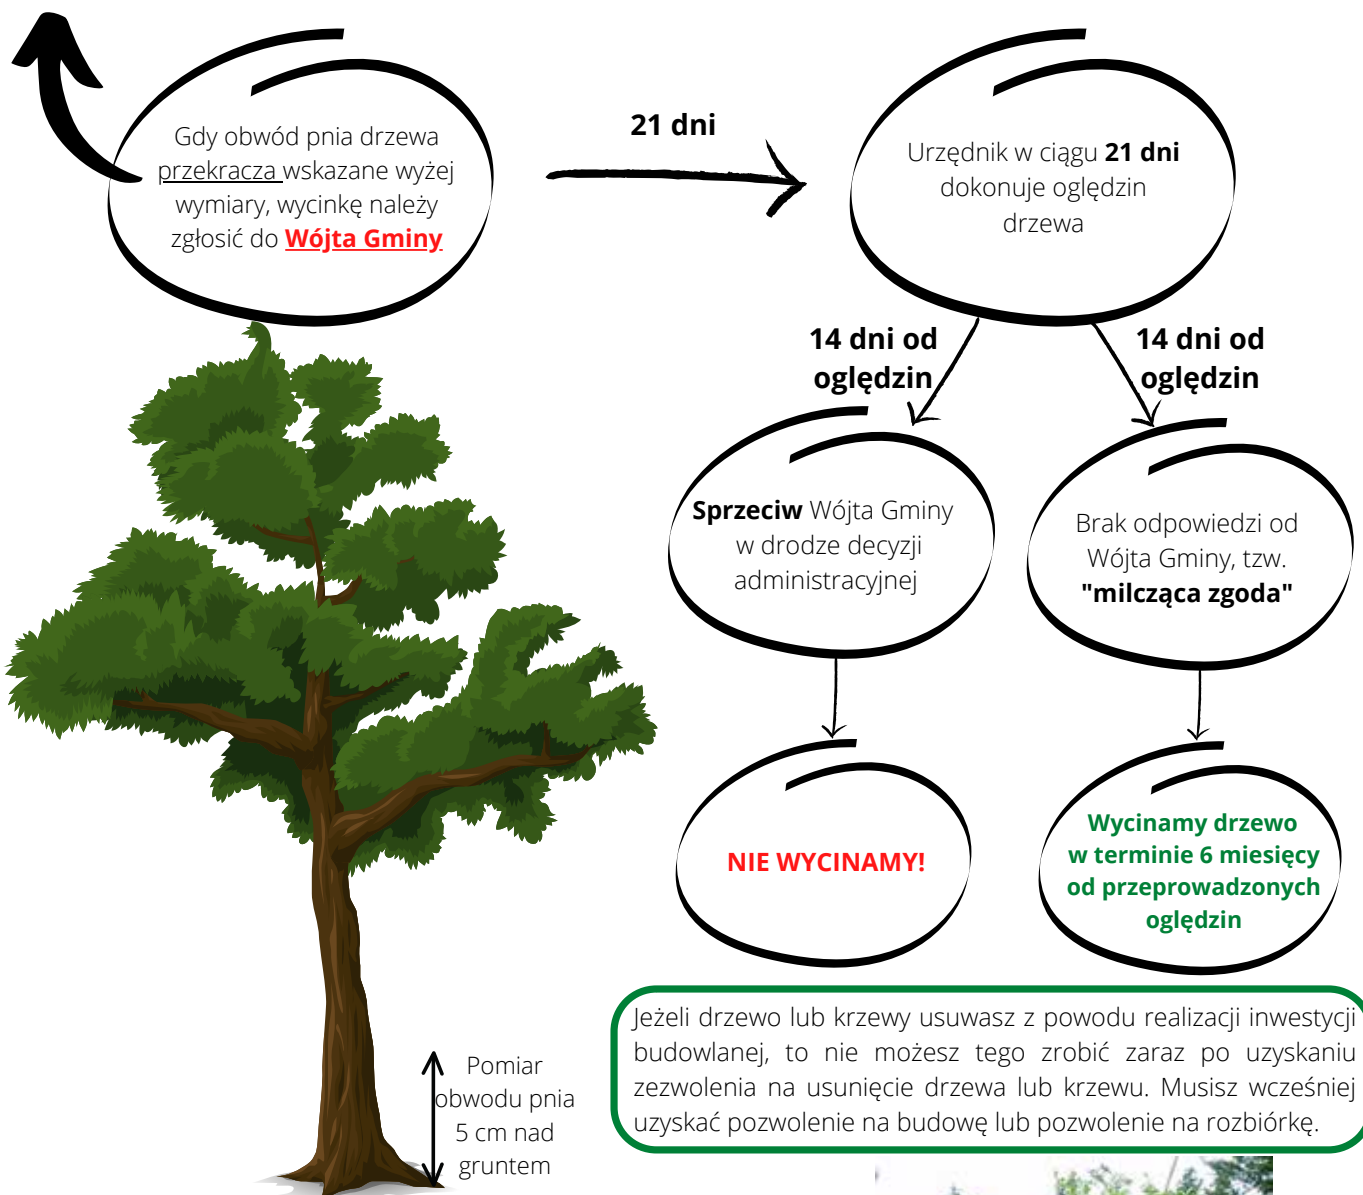 Gdy obwód pnia drzewa
przekracza wskazane wyżej
wymiary, wycinkę należy
zgłosić do Wójta Gminy
21 dni
Urzędnik w ciągu 21 dni
dokonuje oględzin
drzewa
14 dni od
oględzin
14 dni od
oględzin
Sprzeciw Wójta Gminy
w drodze decyzji
administracyjnej
Brak odpowiedzi od
Wójta Gminy, tzw.
"milcząca zgoda"
NIE WYCINAMY!
Wycinamy drzewo
w terminie 6 miesięcy
od przeprowadzonych
oględzin
Jeżeli drzewo lub krzewy usuwasz z powodu realizacji inwestycji
budowlanej, to nie możesz tego zrobić zaraz po uzyskaniu
zezwolenia na usunięcie drzewa lub krzewu. Musisz wcześniej
uzyskać pozwolenie na budowę lub pozwolenie na rozbiórkę.
Pomiar
obwodu pnia
5 cm nad
gruntem